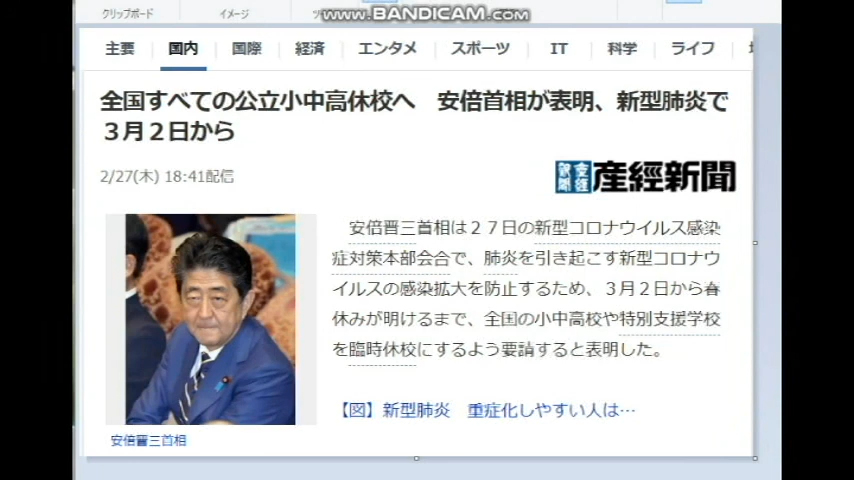 クリップボード イメージ
www.BANDICAM.com
主要 国内 国際 経済 エンタメ スポーツ IT 科学 ライフ
全国すべての公立小中高休校へ　安倍首相が表明、新型肺炎で
３月２日から
2/27(木) 18:41配信
産経新聞 産經新聞
安倍晋三首相は２７日の新型コロナウイルス感染
症対策本部会合で、肺炎を引き起こす新型コロナウ
イルスの感染拡大を防止するため、３月２日から春
休みが明けるまで、全国の小中高校や特別支援学校
を臨時休校にするよう要請すると表明した。
【図】新型肺炎　重症化しやすい人は…
安倍晋三首相